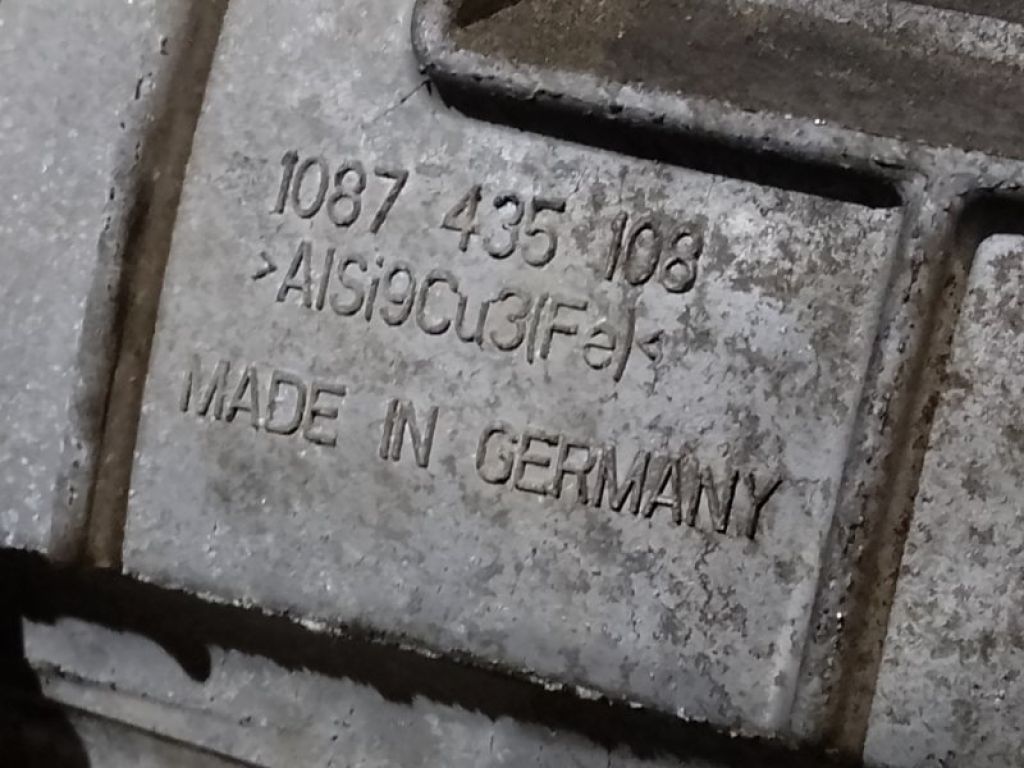 1087 435 108
>AlSi9Cu3(Fe)<
MADE IN GERMANY